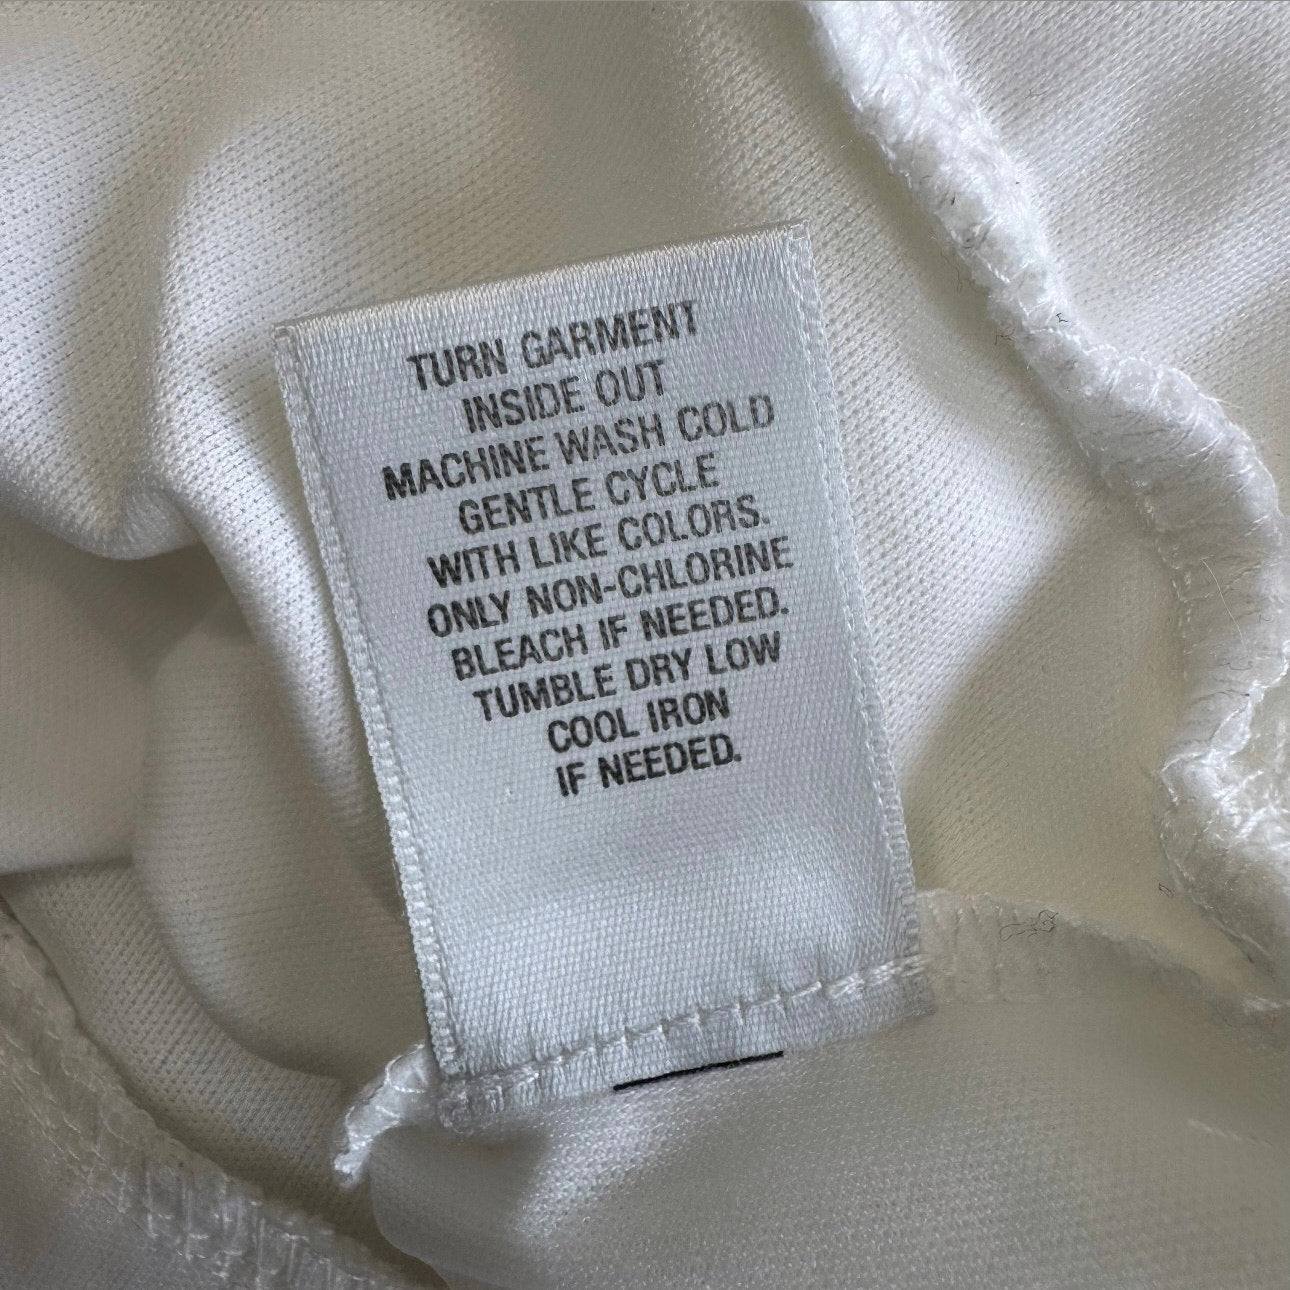 TURN GARMENT
INSIDE OUT
MACHINE WASH COLD
GENTLE CYCLE
WITH LIKE COLORS.
ONLY NON-CHLORINE
BLEACH IF NEEDED.
TUMBLE DRY LOW
COOL IRON
IF NEEDED.